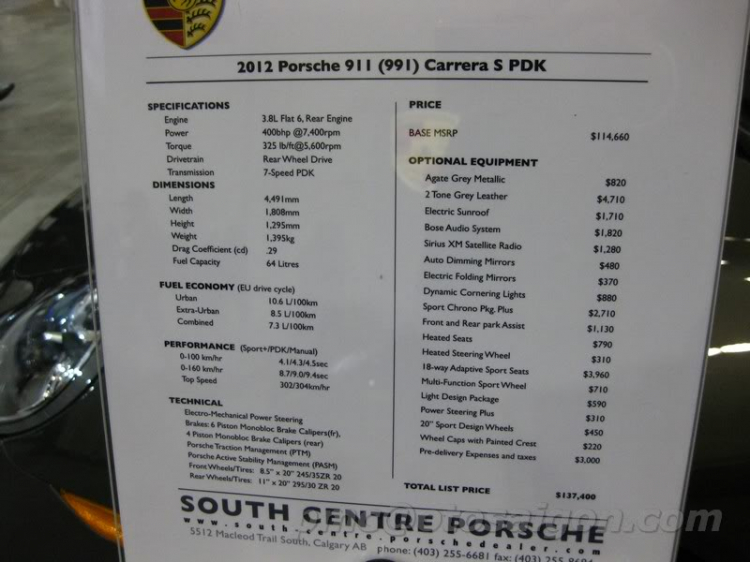 2012 Porsche 911 (991) Carrera S PDK
SPECIFICATIONS
Engine 3.8L Flat 6, Rear Engine
Power 400bhp @7,400rpm
Torque 325 lb/ft@5,600rpm
Drivetrain Rear Wheel Drive
Transmission 7-Speed PDK
DIMENSIONS
Length 4,491mm
Width 1,808mm
Height 1,295mm
Weight 1,395kg
Drag Coefficient (cd) .29
Fuel Capacity 64 Litres
FUEL ECONOMY (EU drive cycle)
Urban 10.6 L/100km
Extra-Urban 8.5 L/100km
Combined 7.3 L/100km
PERFORMANCE (Sport+/PDK/Manual)
0-100 km/hr 4.1/4.3/4.5sec
0-160 km/hr 8.7/9.0/9.4sec
Top Speed 302/304km/hr
TECHNICAL
Electro-Mechanical Power Steering
Brakes: 6 Piston Monobloc Brake Calipers(fr),
4 Piston Monobloc Brake Calipers (rear)
Porsche Traction Management (PTM)
Porsche Active Stability Management (PASM)
Front Wheels/Tires: 8.5" x 20" 245/35ZR 20
Rear Wheels/Tires: 11" x 20" 295/30 ZR 20
PRICE
BASE MSRP $114,660
OPTIONAL EQUIPMENT
Agate Grey Metallic $820
2 Tone Grey Leather $4,710
Electric Sunroof $1,710
Bose Audio System $1,820
Sirius XM Satellite Radio $1,280
Auto Dimming Mirrors $480
Electric Folding Mirrors $370
Dynamic Cornering Lights $880
Sport Chrono Pkg. Plus $2,710
Front and Rear park Assist $1,130
Heated Seats $790
Heated Steering Wheel $310
18-way Adaptive Sport Seats $3,960
Multi-Function Sport Wheel $710
Light Design Package $590
Power Steering Plus $310
20" Sport Design Wheels $450
Wheel Caps with Painted Crest $220
Pre-delivery Expenses and taxes $3,000
TOTAL LIST PRICE $137,400
SOUTH CENTRE PORSCHE
www.south-centre.porschedealer.com
5512 Macleod Trail South, Calgary AB phone: (403) 255-6681 fax: (403)